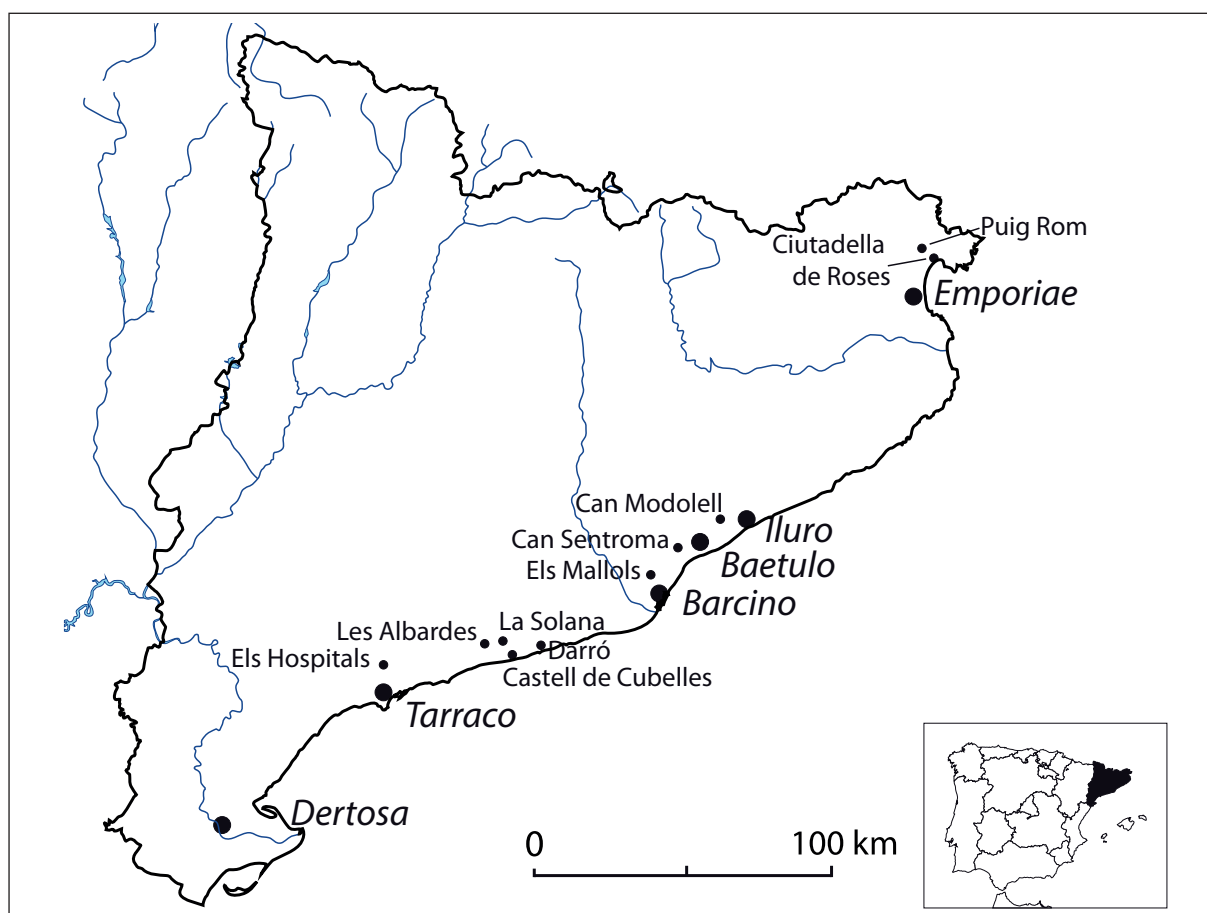 Puig Rom
Ciutadella
de Roses
Emporiae
Can Modolell
Iluro
Can Sentroma
Baetulo
Els Mallols
Barcino
La Solana
Les Albardes
Darró
Els Hospitals
Castell de Cubelles
Tarraco
Dertosa
0
100 km